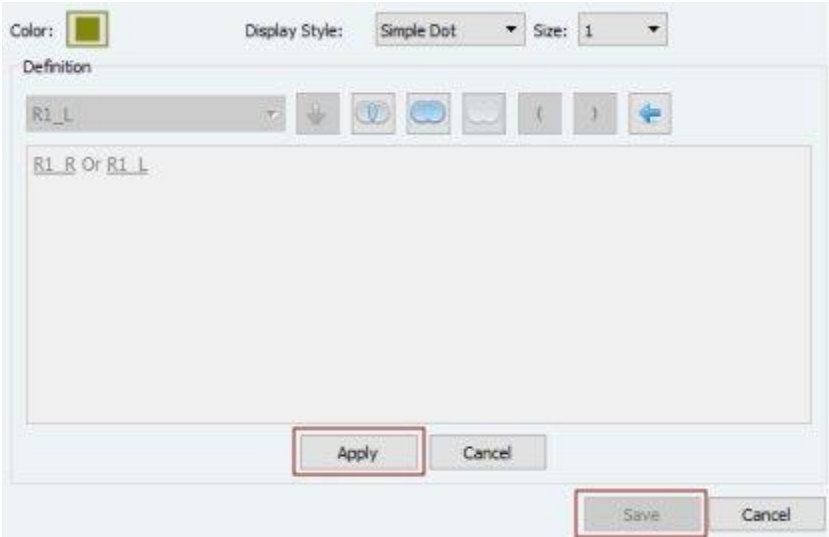 Color: Display Style: Simple Dot Size: 1
Definition
R1_L ( )
R1_R Or R1_L
Apply Cancel
Save Cancel